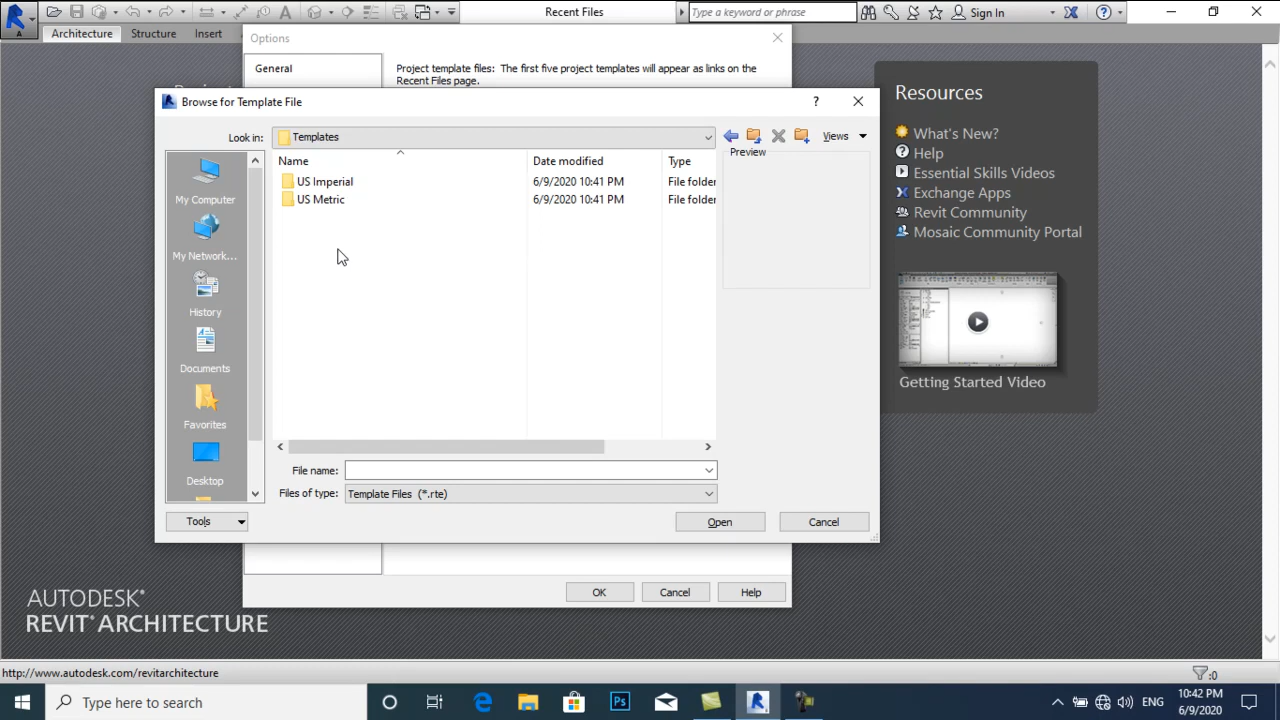 Recent Files
Type a keyword or phrase
Sign In
Architecture
Structure
Insert
Options
General
Project template files: The first five project templates will appear as links on the
Recent Files page.
Browse for Template File
Look in:
Templates
Views
Name
Date modified
Type
Preview
US Imperial
6/9/2020 10:41 PM
File folder
US Metric
6/9/2020 10:41 PM
File folder
My Computer
My Network...
History
Documents
Favorites
Desktop
File name:
Files of type:
Template Files (*.rte)
Tools
Open
Cancel
OK
Cancel
Help
Resources
What's New?
Help
Essential Skills Videos
Exchange Apps
Revit Community
Mosaic Community Portal
Getting Started Video
AUTODESK®
REVIT® ARCHITECTURE
http://www.autodesk.com/revitarchitecture
:0
Type here to search
ENG
10:42 PM
6/9/2020